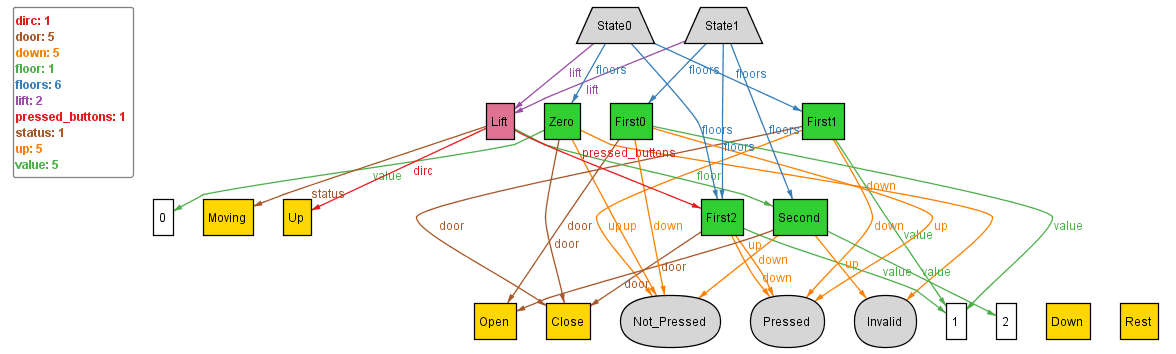 dirc: 1
door: 5
down: 5
floor: 1
floors: 6
lift: 2
pressed_buttons: 1
status: 1
up: 5
value: 5
State0 State1
lift floors floors floors
lift
Lift Zero First0 First1
floors floors
floors
pressed_buttons
dirc value floor down
status
0 Moving Up First2 Second
door door up up down down up value value
door up
down
door value value
up
door down
Open Close Not_Pressed Pressed Invalid 1 2 Down Rest